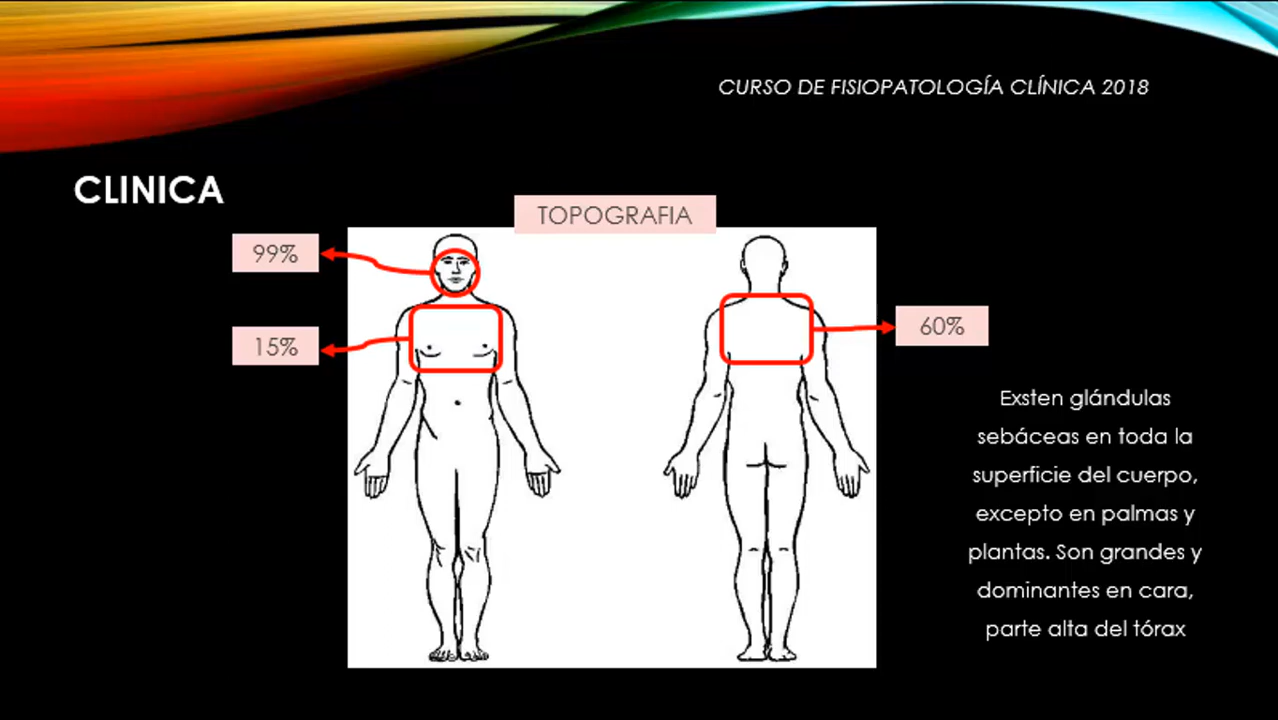 CURSO DE FISIOPATOLOGÍA CLÍNICA 2018
CLINICA
TOPOGRAFIA
99%
15%
60%
Exsten glándulas
sebáceas en toda la
superficie del cuerpo,
excepto en palmas y
plantas. Son grandes y
dominantes en cara,
parte alta del tórax